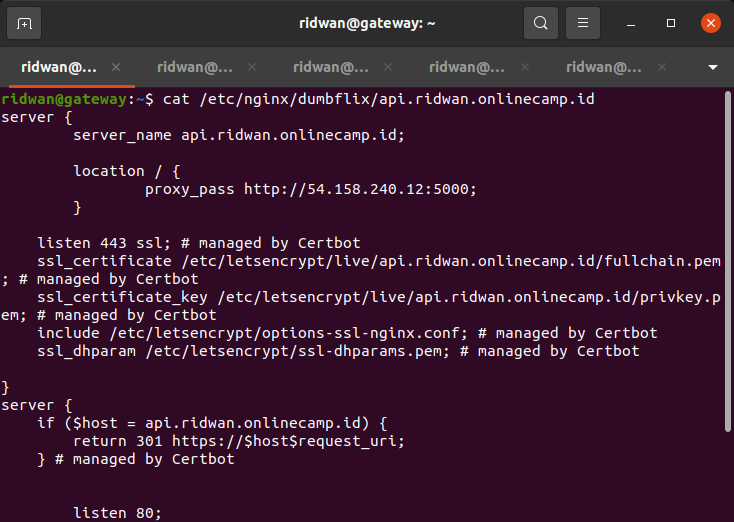 ridwan@gateway: ~
ridwan@... ridwan@... ridwan@... ridwan@... ridwan@...
ridwan@gateway:~$ cat /etc/nginx/dumbflix/api.ridwan.onlinecamp.id
server {
        server_name api.ridwan.onlinecamp.id;
        location / {
                proxy_pass http://54.158.240.12:5000;
        }
    listen 443 ssl; # managed by Certbot
    ssl_certificate /etc/letsencrypt/live/api.ridwan.onlinecamp.id/fullchain.pem
; # managed by Certbot
    ssl_certificate_key /etc/letsencrypt/live/api.ridwan.onlinecamp.id/privkey.p
em; # managed by Certbot
    include /etc/letsencrypt/options-ssl-nginx.conf; # managed by Certbot
    ssl_dhparam /etc/letsencrypt/ssl-dhparams.pem; # managed by Certbot
}
server {
    if ($host = api.ridwan.onlinecamp.id) {
        return 301 https://$host$request_uri;
    } # managed by Certbot
        listen 80;